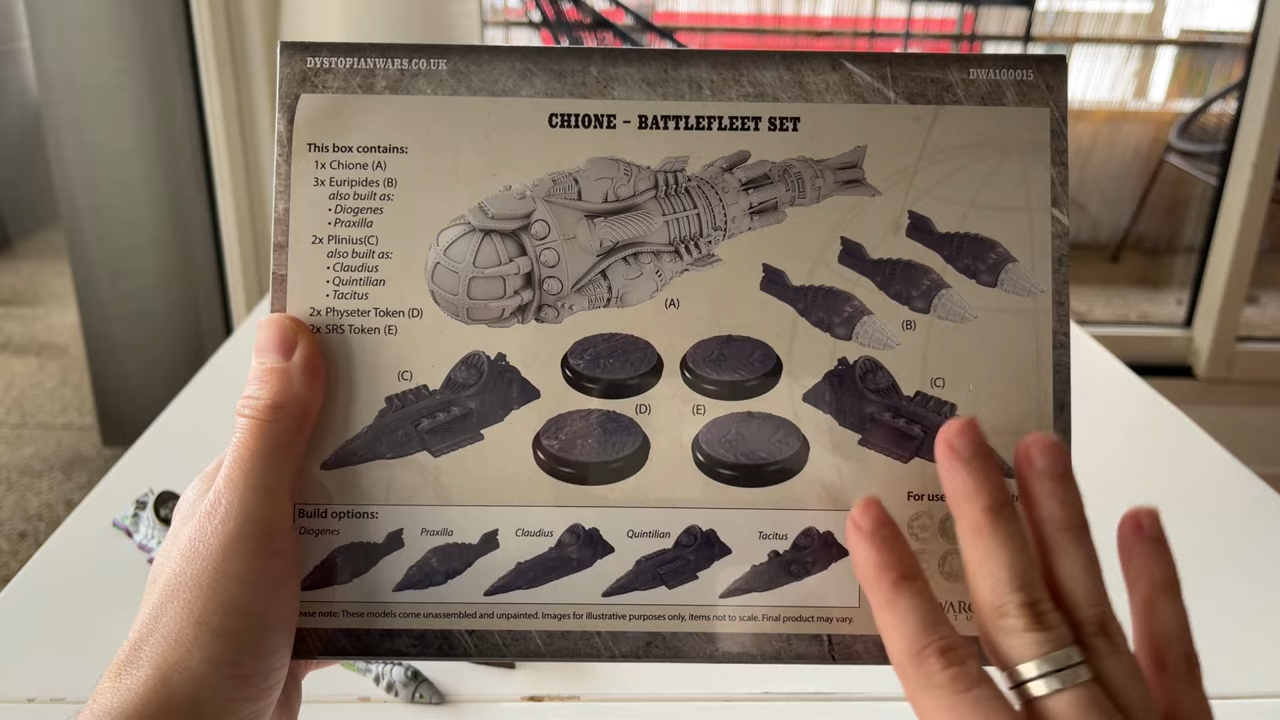 DYSTOPIANWARS.CO.UK
DWA100015
CHIONE – BATTLEFLEET SET
This box contains:
1x Chione (A)
3x Euripides (B)
also built as:
• Diogenes
• Praxilla
2x Plinius(C)
also built as:
• Claudius
• Quintilian
• Tacitus
2x Physeter Token (D)
2x SRS Token (E)
(A)
(B)
(C)
(C)
(D)
(E)
Build options:
Diogenes
Praxilla
Claudius
Quintilian
Tacitus
For use
ease note: These models come unassembled and unpainted. Images for illustrative purposes only, items not to scale. Final product may vary.